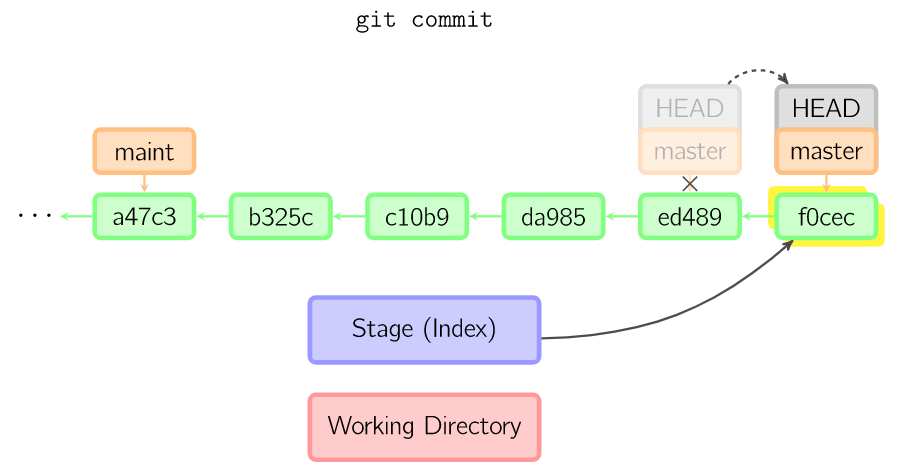 git commit
HEAD HEAD
maint master master
... a47c3 b325c c10b9 da985 ed489 f0cec
Stage (Index)
Working Directory